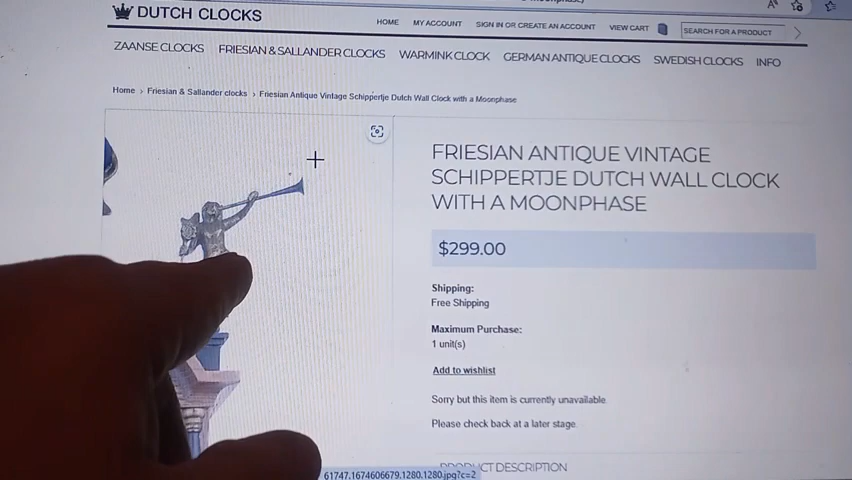 DUTCH CLOCKS
HOME MY ACCOUNT SIGN IN OR CREATE AN ACCOUNT VIEW CART SEARCH FOR A PRODUCT
ZAANSE CLOCKS FRIESIAN & SALLANDER CLOCKS WARMINK CLOCK GERMAN ANTIQUE CLOCKS SWEDISH CLOCKS INFO
Home › Friesian & Sallander clocks › Friesian Antique Vintage Schippertje Dutch Wall Clock with a Moonphase
FRIESIAN ANTIQUE VINTAGE
SCHIPPERTJE DUTCH WALL CLOCK
WITH A MOONPHASE
$299.00
Shipping:
Free Shipping
Maximum Purchase:
1 unit(s)
Add to wishlist
Sorry but this item is currently unavailable.
Please check back at a later stage.
PRODUCT DESCRIPTION
61747.1674606679.1280.1280.jpg?c=2